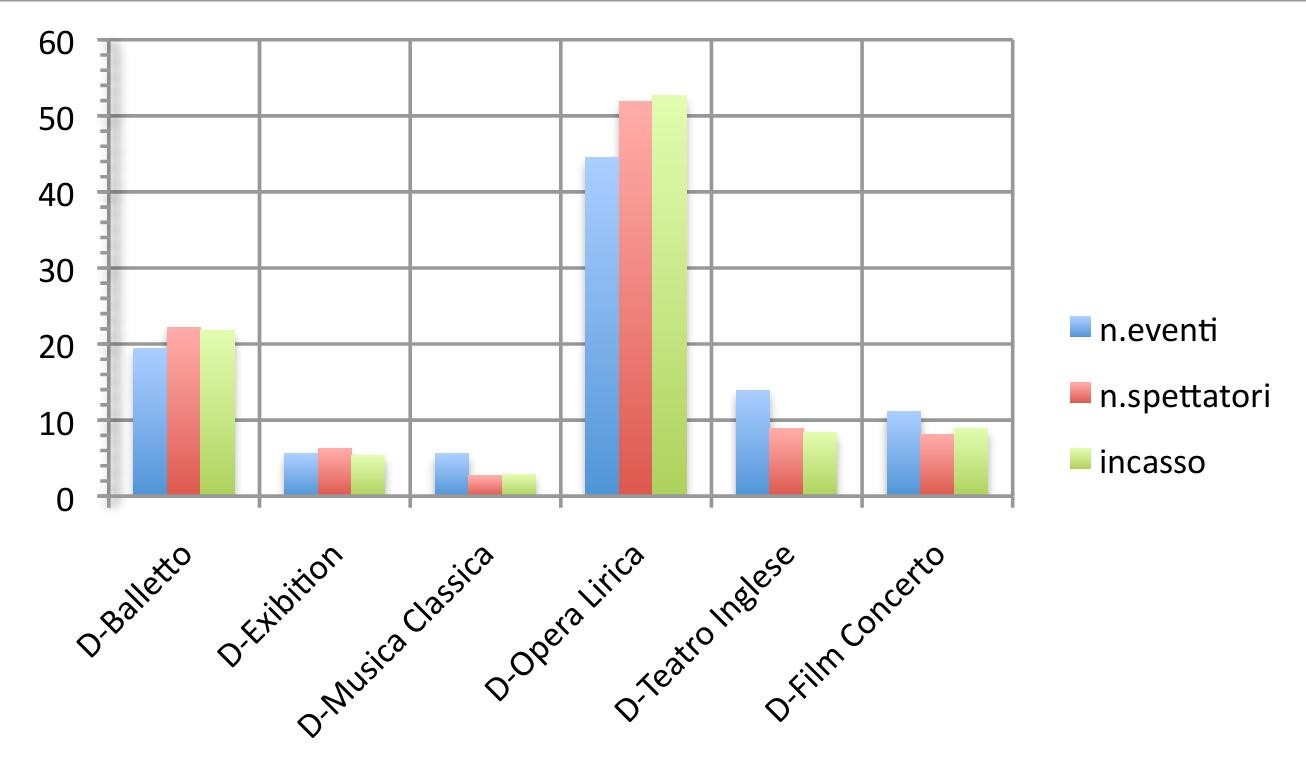 60
50
40
30
20
10
0
n.eventi
n.spettatori
incasso
D-Balletto
D-Exibition
D-Musica Classica
D-Opera Lirica
D-Teatro Inglese
D-Film Concerto